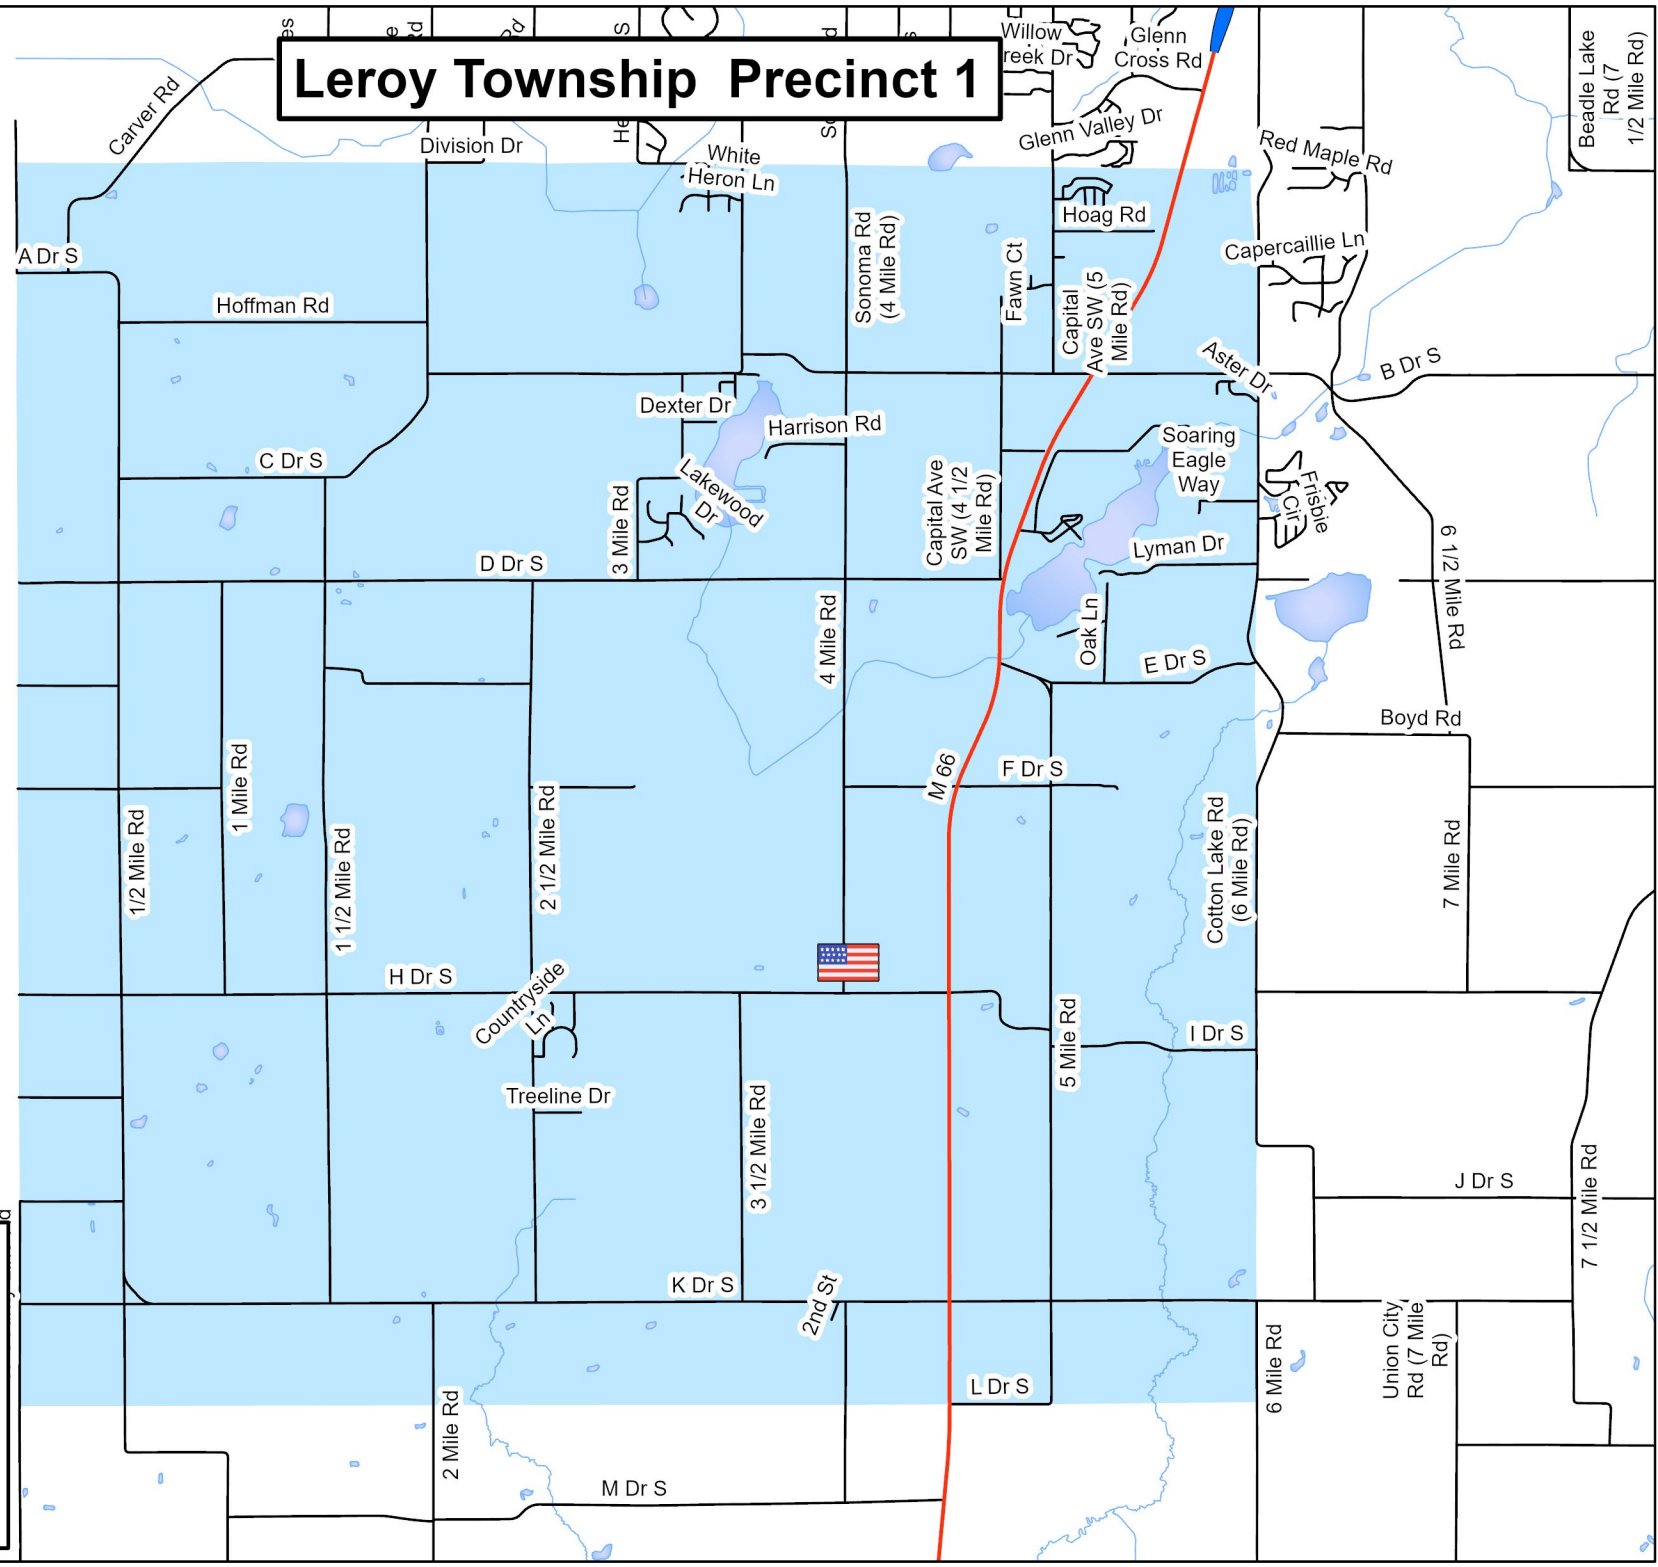 Leroy Township Precinct 1
Willow
reek Dr
Glenn
Cross Rd
Beadle Lake
Rd (7
1/2 Mile Rd)
Carver Rd
Division Dr
White
Heron Ln
Glenn Valley Dr
Red Maple Rd
Hoag Rd
A Dr S
Sonoma Rd
(4 Mile Rd)
Fawn Ct
Capital
Ave SW (5
Mile Rd)
Capercaillie Ln
Hoffman Rd
Aster Dr
B Dr S
Dexter Dr
Harrison Rd
C Dr S
Soaring
Eagle
Way
Lakewood
Dr
3 Mile Rd
Capital Ave
SW (4 1/2
Mile Rd)
Frisbie
Cir
Lyman Dr
6 1/2 Mile Rd
D Dr S
4 Mile Rd
Oak Ln
E Dr S
Boyd Rd
1 Mile Rd
M 66
F Dr S
1/2 Mile Rd
1 1/2 Mile Rd
2 1/2 Mile Rd
Cotton Lake Rd
(6 Mile Rd)
7 Mile Rd
H Dr S
Countryside
Ln
5 Mile Rd
I Dr S
Treeline Dr
3 1/2 Mile Rd
J Dr S
7 1/2 Mile Rd
K Dr S
2nd St
6 Mile Rd
Union City
Rd (7 Mile
Rd)
L Dr S
2 Mile Rd
M Dr S